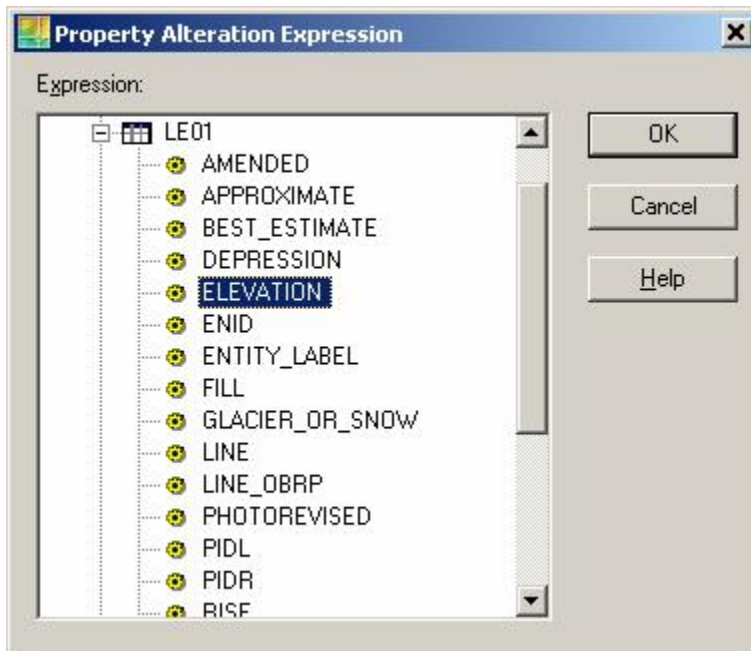 Property Alteration Expression
Expression:
LE01
AMENDED
APPROXIMATE
BEST_ESTIMATE
DEPRESSION
ELEVATION
ENID
ENTITY_LABEL
FILL
GLACIER_OR_SNOW
LINE
LINE_OBRP
PHOTOREVISED
PIDL
PIDR
RISE
OK
Cancel
Help